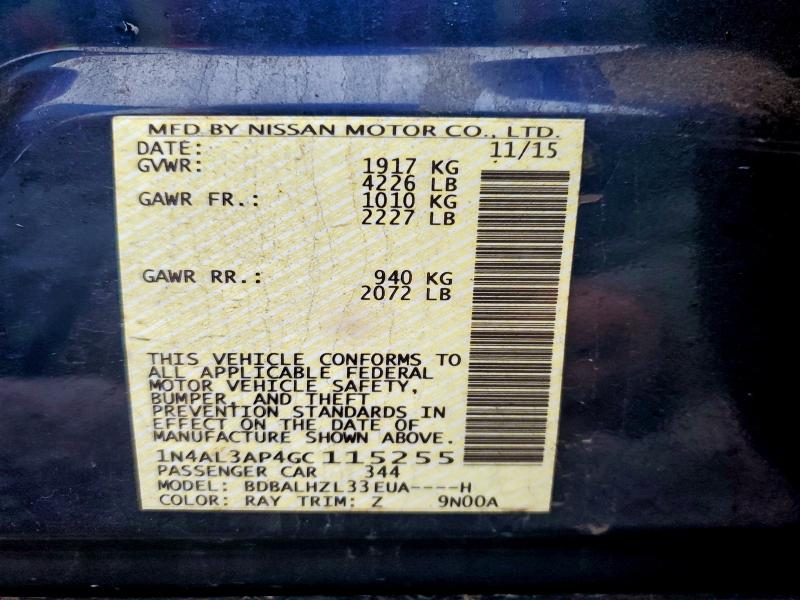 MFD BY NISSAN MOTOR CO., LTD.
DATE: 11/15
GVWR: 1917 KG
4226 LB
GAWR FR.: 1010 KG
2227 LB
GAWR RR.: 940 KG
2072 LB
THIS VEHICLE CONFORMS TO
ALL APPLICABLE FEDERAL
MOTOR VEHICLE SAFETY,
BUMPER, AND THEFT
PREVENTION STANDARDS IN
EFFECT ON THE DATE OF
MANUFACTURE SHOWN ABOVE.
1N4AL3AP4GC115255
PASSENGER CAR 344
MODEL: BDBALHZL33EUA----H
COLOR: RAY TRIM: Z 9N00A